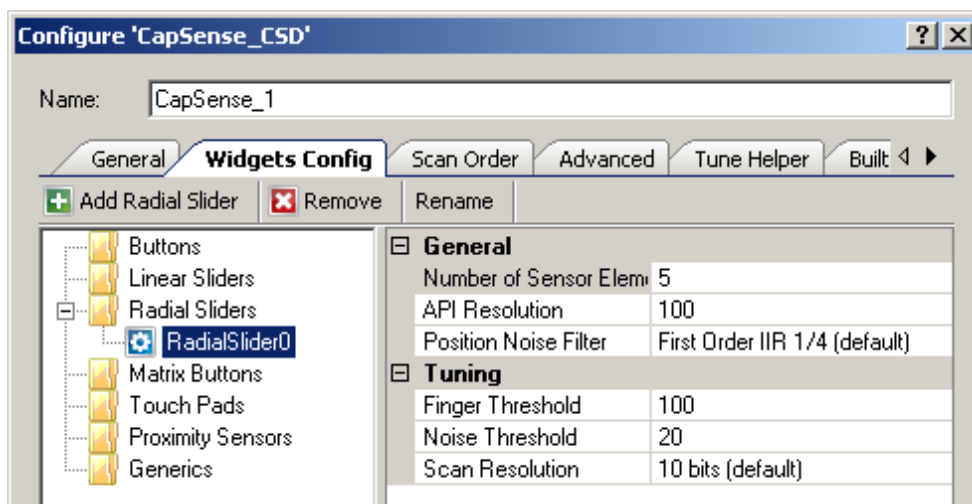 Configure 'CapSense_CSD'
Name: CapSense_1
General Widgets Config Scan Order Advanced Tune Helper Built
Add Radial Slider Remove Rename
Buttons
Linear Sliders
Radial Sliders
RadialSlider0
Matrix Buttons
Touch Pads
Proximity Sensors
Generics
General
Number of Sensor Elem 5
API Resolution 100
Position Noise Filter First Order IIR 1/4 (default)
Tuning
Finger Threshold 100
Noise Threshold 20
Scan Resolution 10 bits (default)